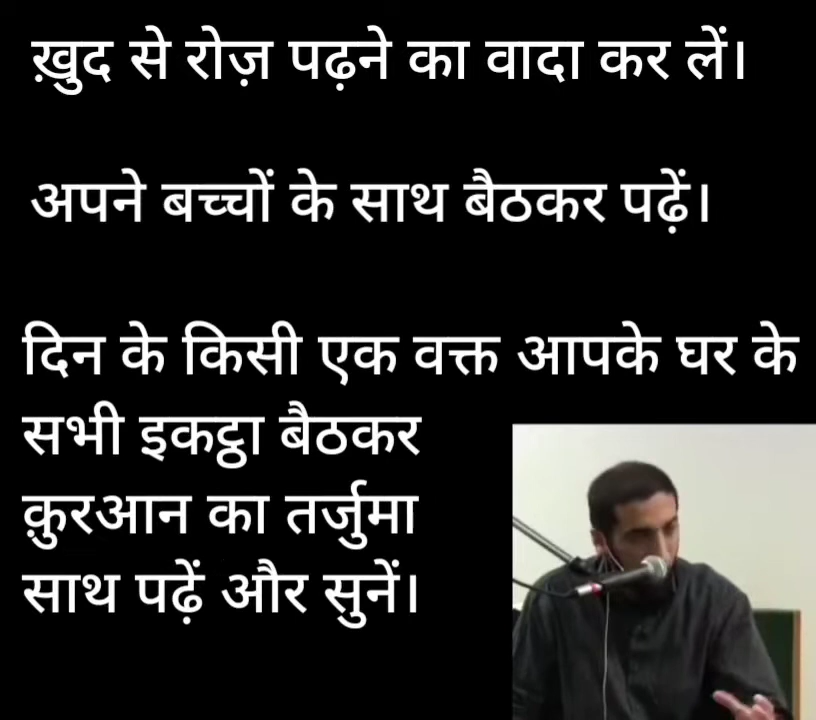 ख़ुद से रोज़ पढ़ने का वादा कर लें।
अपने बच्चों के साथ बैठकर पढ़ें।
दिन के किसी एक वक्त आपके घर के
सभी इकट्ठा बैठकर
क़ुरआन का तर्जुमा
साथ पढ़ें और सुनें।